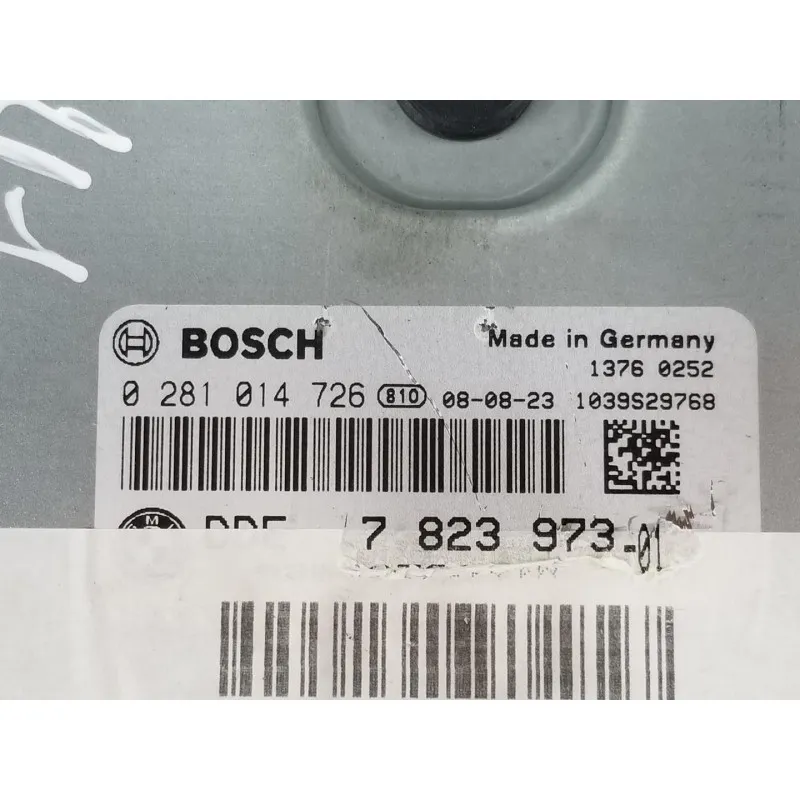 BOSCH Made in Germany
1376 0252
0 281 014 726 810 08-08-23 1039S29768
M DDE 7 823 973-01